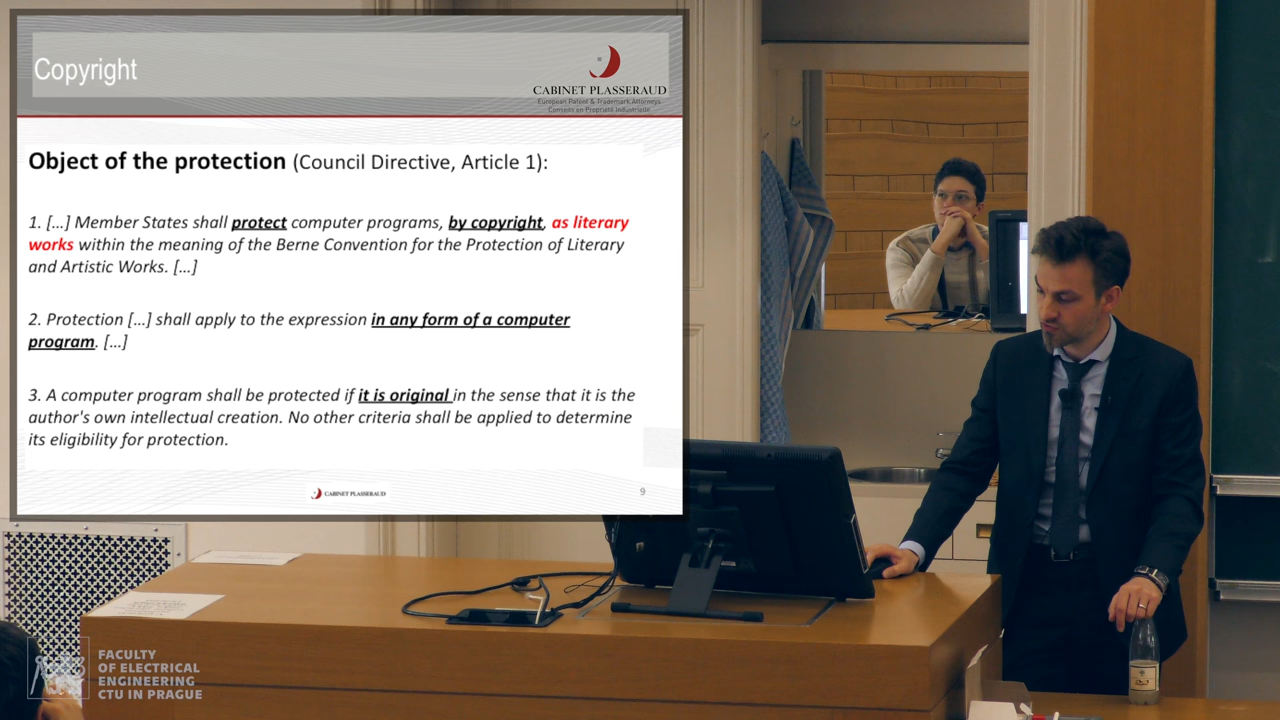 Copyright
CABINET PLASSERAUD
European Patent & Trademark Attorneys
Conseils en Propriété Industrielle
Object of the protection (Council Directive, Article 1):
1. [...] Member States shall protect computer programs, by copyright, as literary
works within the meaning of the Berne Convention for the Protection of Literary
and Artistic Works. [...]
2. Protection [...] shall apply to the expression in any form of a computer
program. [...]
3. A computer program shall be protected if it is original in the sense that it is the
author's own intellectual creation. No other criteria shall be applied to determine
its eligibility for protection.
CABINET PLASSERAUD
9
FACULTY
OF ELECTRICAL
ENGINEERING
CTU IN PRAGUE